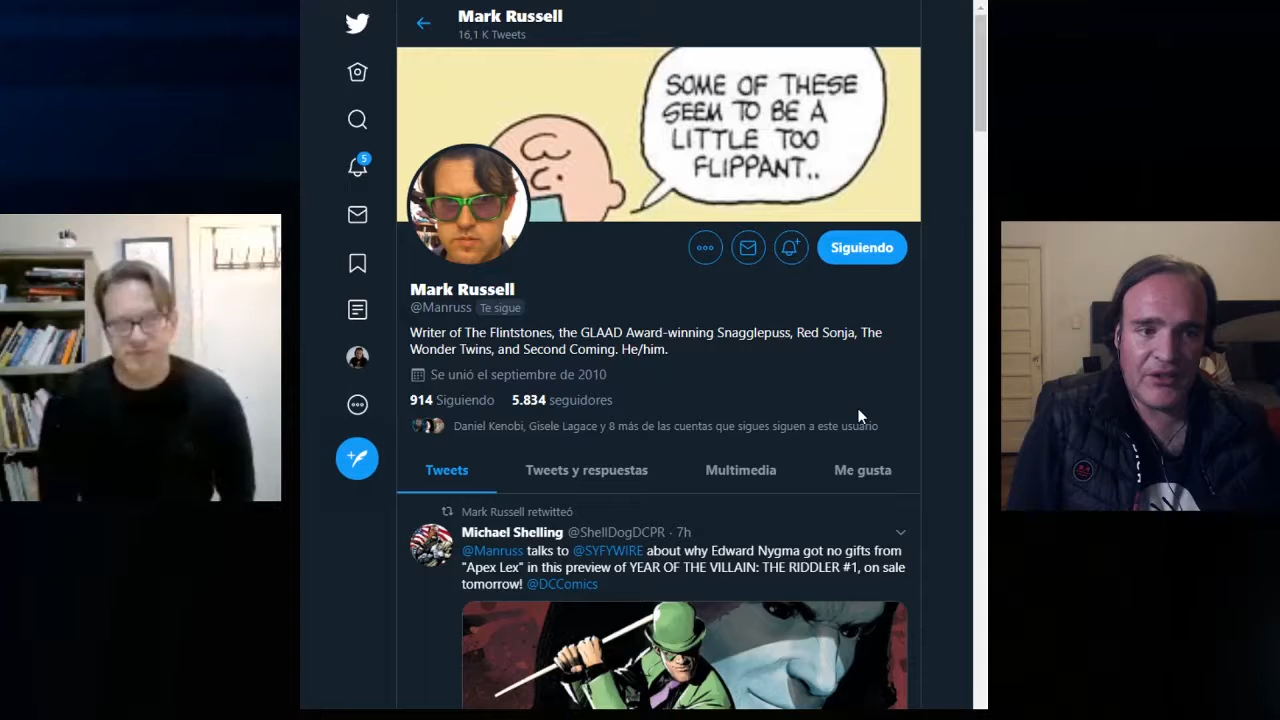 Mark Russell
16,1 K Tweets
SOME OF THESE
SEEM TO BE A
LITTLE TOO
FLIPPANT..
5
Siguiendo
Mark Russell
@Manruss Te sigue
Writer of The Flintstones, the GLAAD Award-winning Snagglepuss, Red Sonja, The
Wonder Twins, and Second Coming. He/him.
Se unió el septiembre de 2010
914 Siguiendo 5.834 seguidores
Daniel Kenobi, Gisele Lagace y 8 más de las cuentas que sigues siguen a este usuario
Tweets Tweets y respuestas Multimedia Me gusta
Mark Russell retwitteó
Michael Shelling @ShellDogDCPR · 7h
@Manruss talks to @SYFYWIRE about why Edward Nygma got no gifts from
"Apex Lex" in this preview of YEAR OF THE VILLAIN: THE RIDDLER #1, on sale
tomorrow! @DCComics